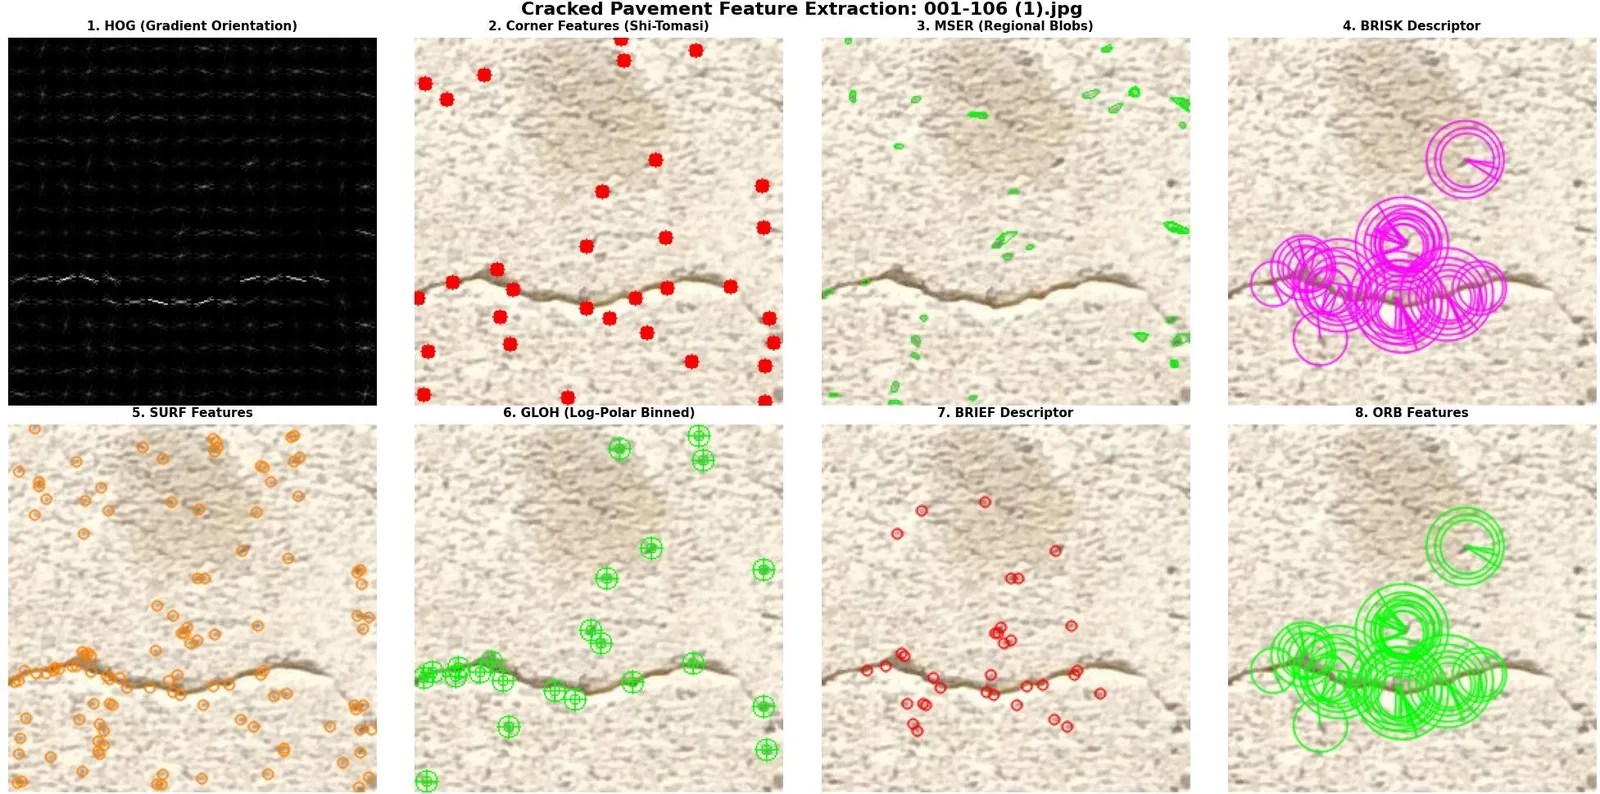 Cracked Pavement Feature Extraction: 001-106 (1).jpg
1. HOG (Gradient Orientation)
2. Corner Features (Shi-Tomasi)
3. MSER (Regional Blobs)
4. BRISK Descriptor
5. SURF Features
6. GLOH (Log-Polar Binned)
7. BRIEF Descriptor
8. ORB Features